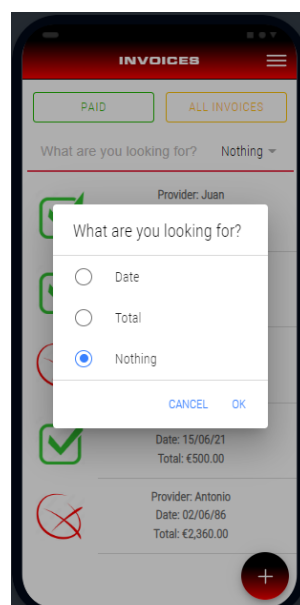 INVOICES
PAID
ALL INVOICES
What are you looking for?
Nothing
Provider: Juan
What are you looking for?
Date
Total
Nothing
CANCEL
OK
Date: 15/06/21
Total: €500.00
Provider: Antonio
Date: 02/06/86
Total: €2,360.00
+